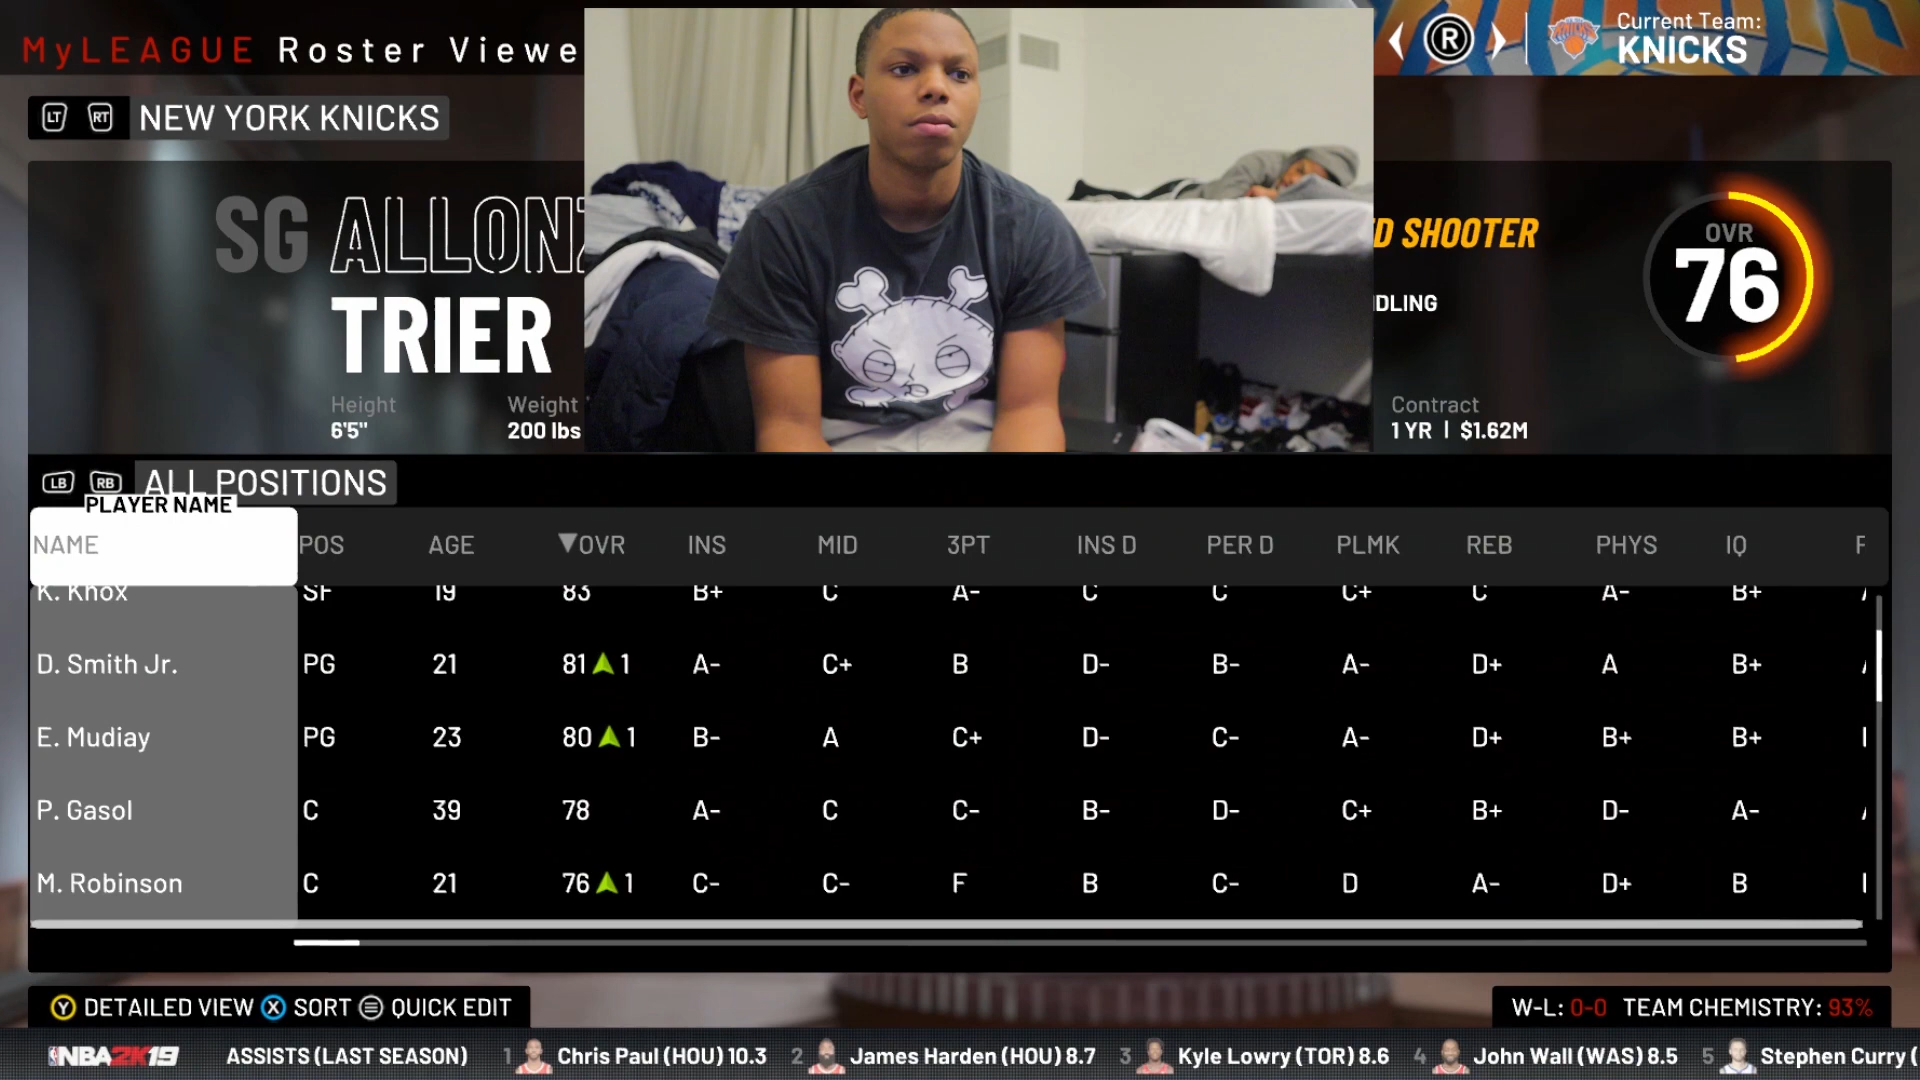 MyLEAGUE Roster Viewe
R
Current Team:
KNICKS
LT RT NEW YORK KNICKS
SG ALLON
TRIER
D SHOOTER
OVR
76
DLING
Height
6'5"
Weight
200 lbs
Contract
1 YR | $1.62M
LB RB ALL POSITIONS
PLAYER NAME
NAME POS AGE ▼OVR INS MID 3PT INS D PER D PLMK REB PHYS IQ
K. Knox SF 19 83 B+ C A- C C C+ C A- B+
D. Smith Jr. PG 21 81 ▲ 1 A- C+ B D- B- A- D+ A B+
E. Mudiay PG 23 80 ▲ 1 B- A C+ D- C- A- D+ B+ B+
P. Gasol C 39 78 A- C C- B- D- C+ B+ D- A-
M. Robinson C 21 76 ▲ 1 C- C- F B C- D A- D+ B
Y DETAILED VIEW X SORT QUICK EDIT
W-L: 0-0 TEAM CHEMISTRY: 93%
NBA 2K19 ASSISTS (LAST SEASON) 1 Chris Paul (HOU) 10.3 2 James Harden (HOU) 8.7 3 Kyle Lowry (TOR) 8.6 4 John Wall (WAS) 8.5 5 Stephen Curry (